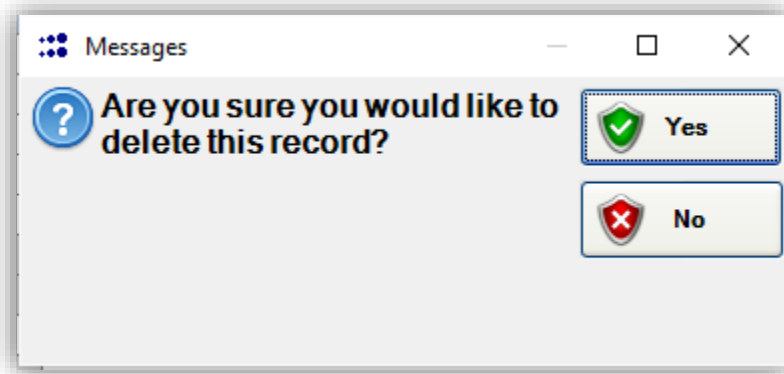 Messages
Are you sure you would like to
delete this record?
Yes
No